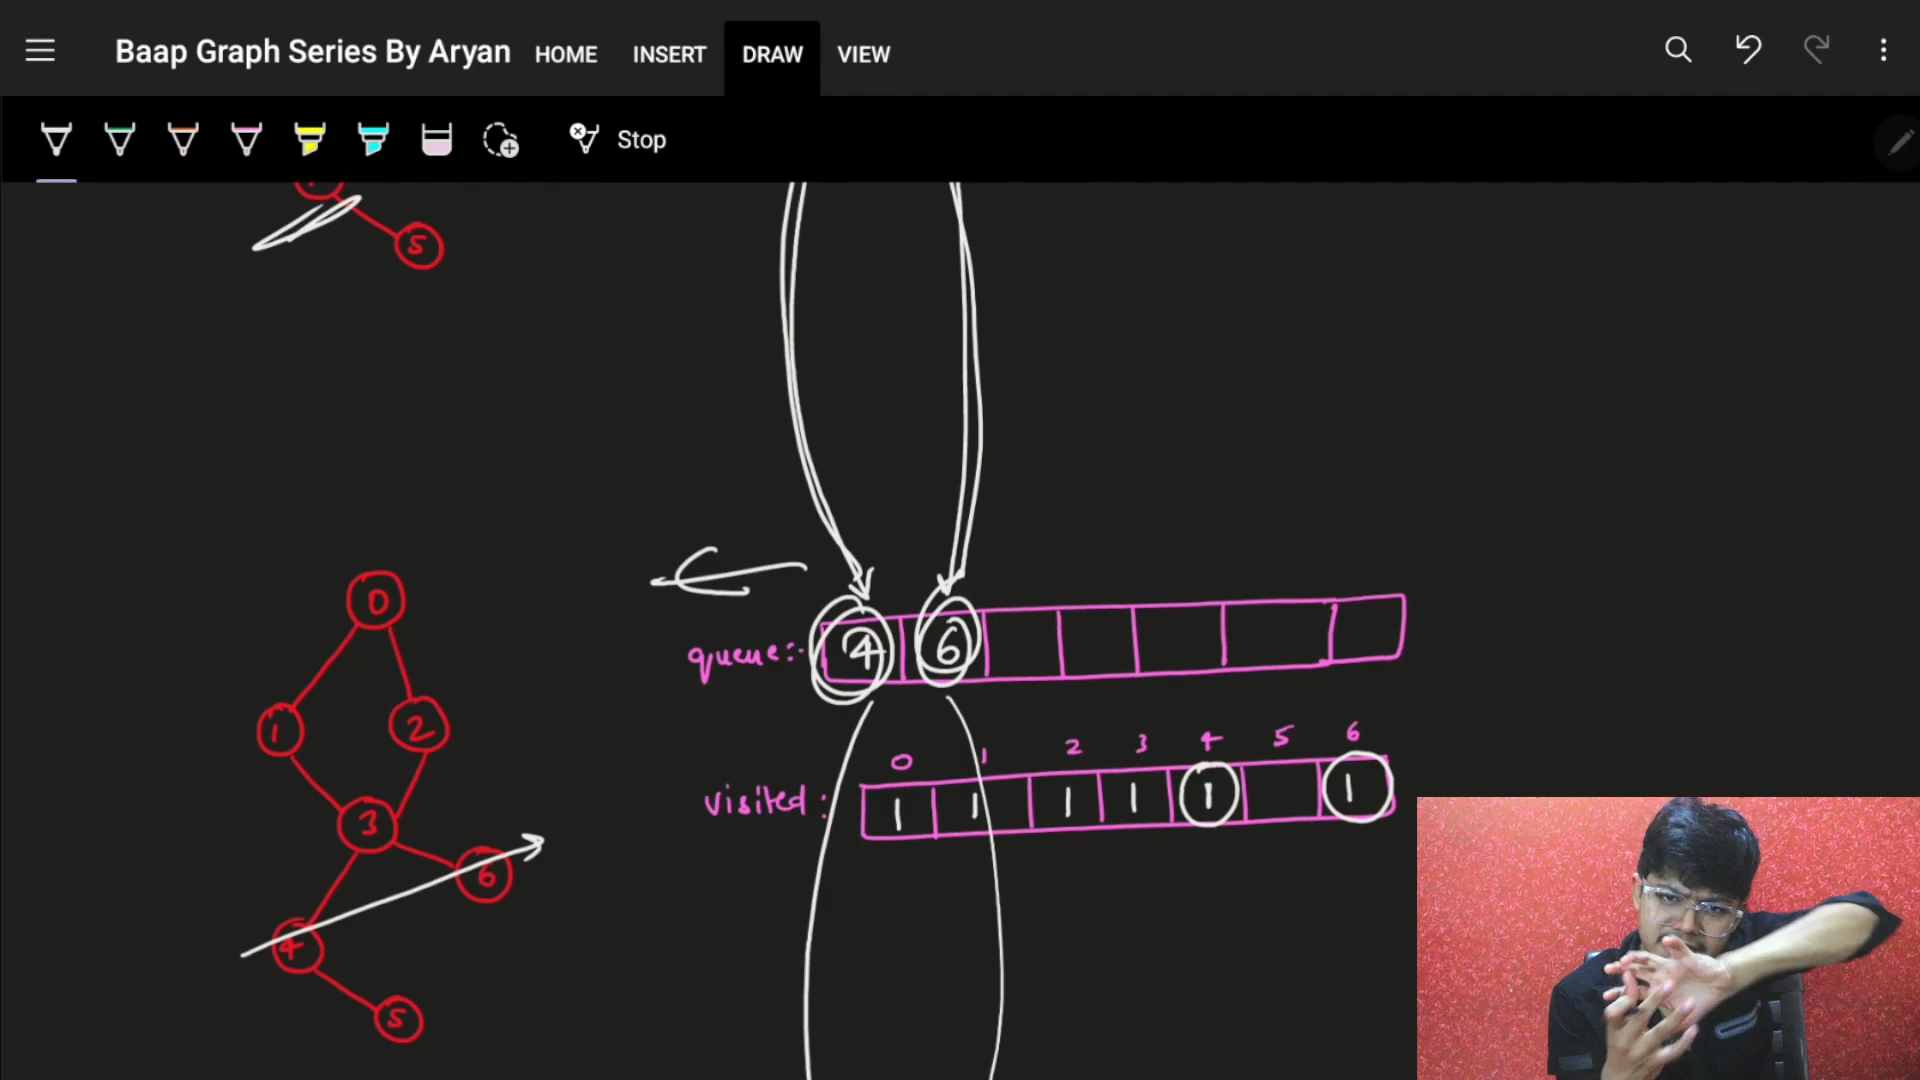 Baap Graph Series By Aryan HOME INSERT DRAW VIEW
Stop
5
0
1 2
3
6
4
5
queue:- 4 6
0 1 2 3 4 5 6
visited: 1 1 1 1 1 1